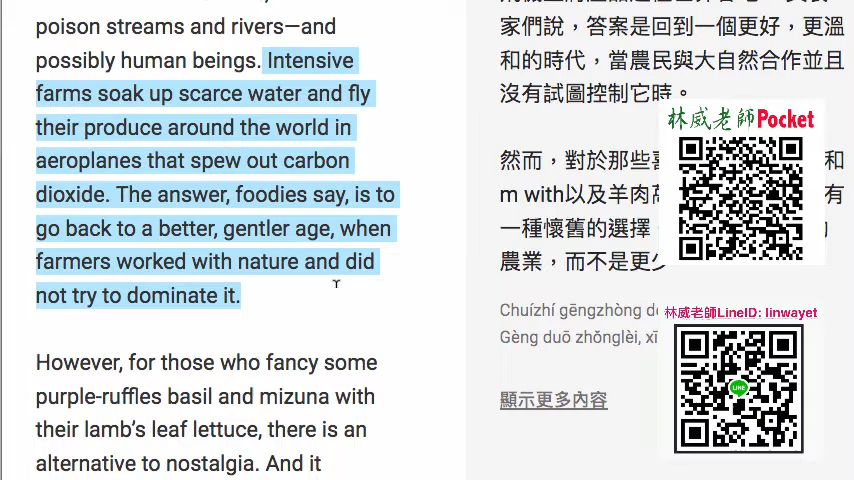 poison streams and rivers—and
possibly human beings. Intensive
farms soak up scarce water and fly
their produce around the world in
aeroplanes that spew out carbon
dioxide. The answer, foodies say, is to
go back to a better, gentler age, when
farmers worked with nature and did
not try to dominate it.
However, for those who fancy some
purple-ruffles basil and mizuna with
their lamb's leaf lettuce, there is an
alternative to nostalgia. And it
家們說，答案是回到一個更好，更溫
和的時代，當農民與大自然合作並且
沒有試圖控制它時。
然而，對於那些
和
m with以及羊肉
有
一種懷舊的選擇
農業，而不是更少
Chuízhí gēngzhòng
Gèng duō zhǒnglèi,
顯示更多內容
林威老師Pocket
林威老師LineID: linwayet
LINE